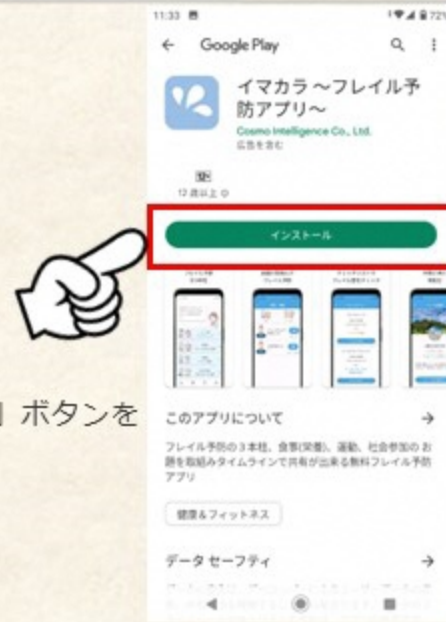 11:33
72%
Google Play
イマカラ ～フレイル予
防アプリ～
Cosmo Intelligence Co., Ltd.
広告を含む
12+
12 歳以上
インストール
」ボタンを
このアプリについて
フレイル予防の３本柱、食事(栄養)、運動、社会参加の お
題を取組みタイムラインで共有が出来る無料フレイル予防
アプリ
健康＆フィットネス
データ セーフティ